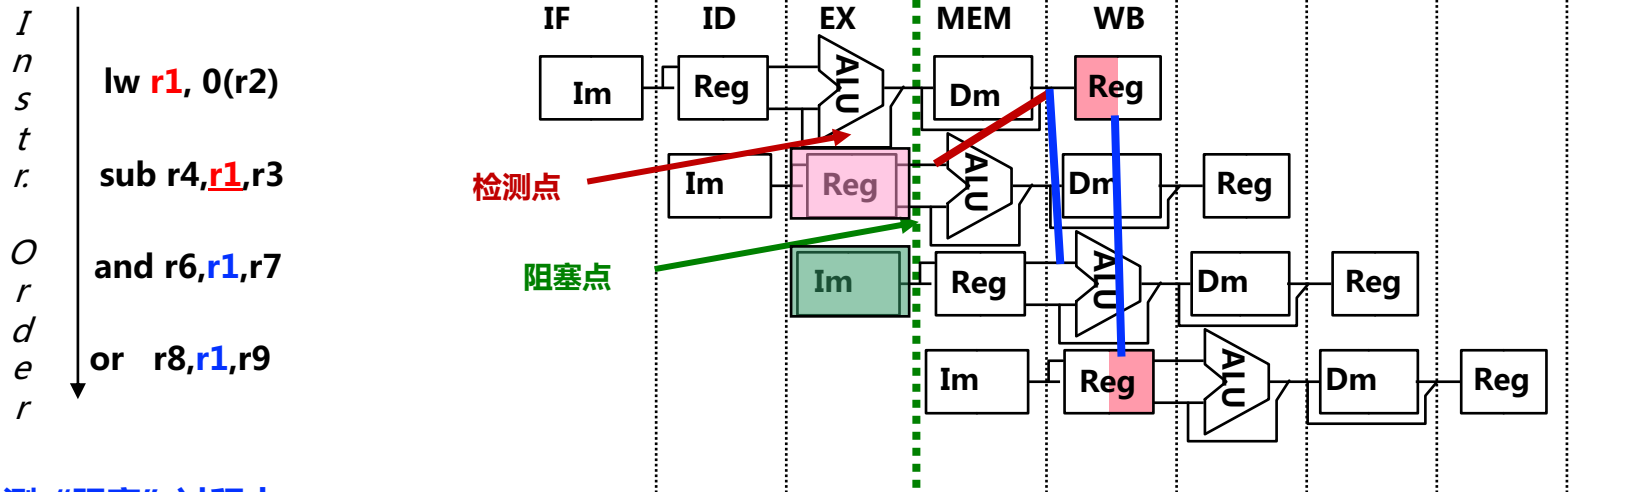 Instr. Order
IF ID EX MEM WB
lw r1, 0(r2)
Im Reg ALU Dm Reg
sub r4,r1,r3
检测点
Im Reg ALU Dm Reg
and r6,r1,r7
阻塞点
Im Reg ALU Dm Reg
or r8,r1,r9
Im Reg ALU Dm Reg